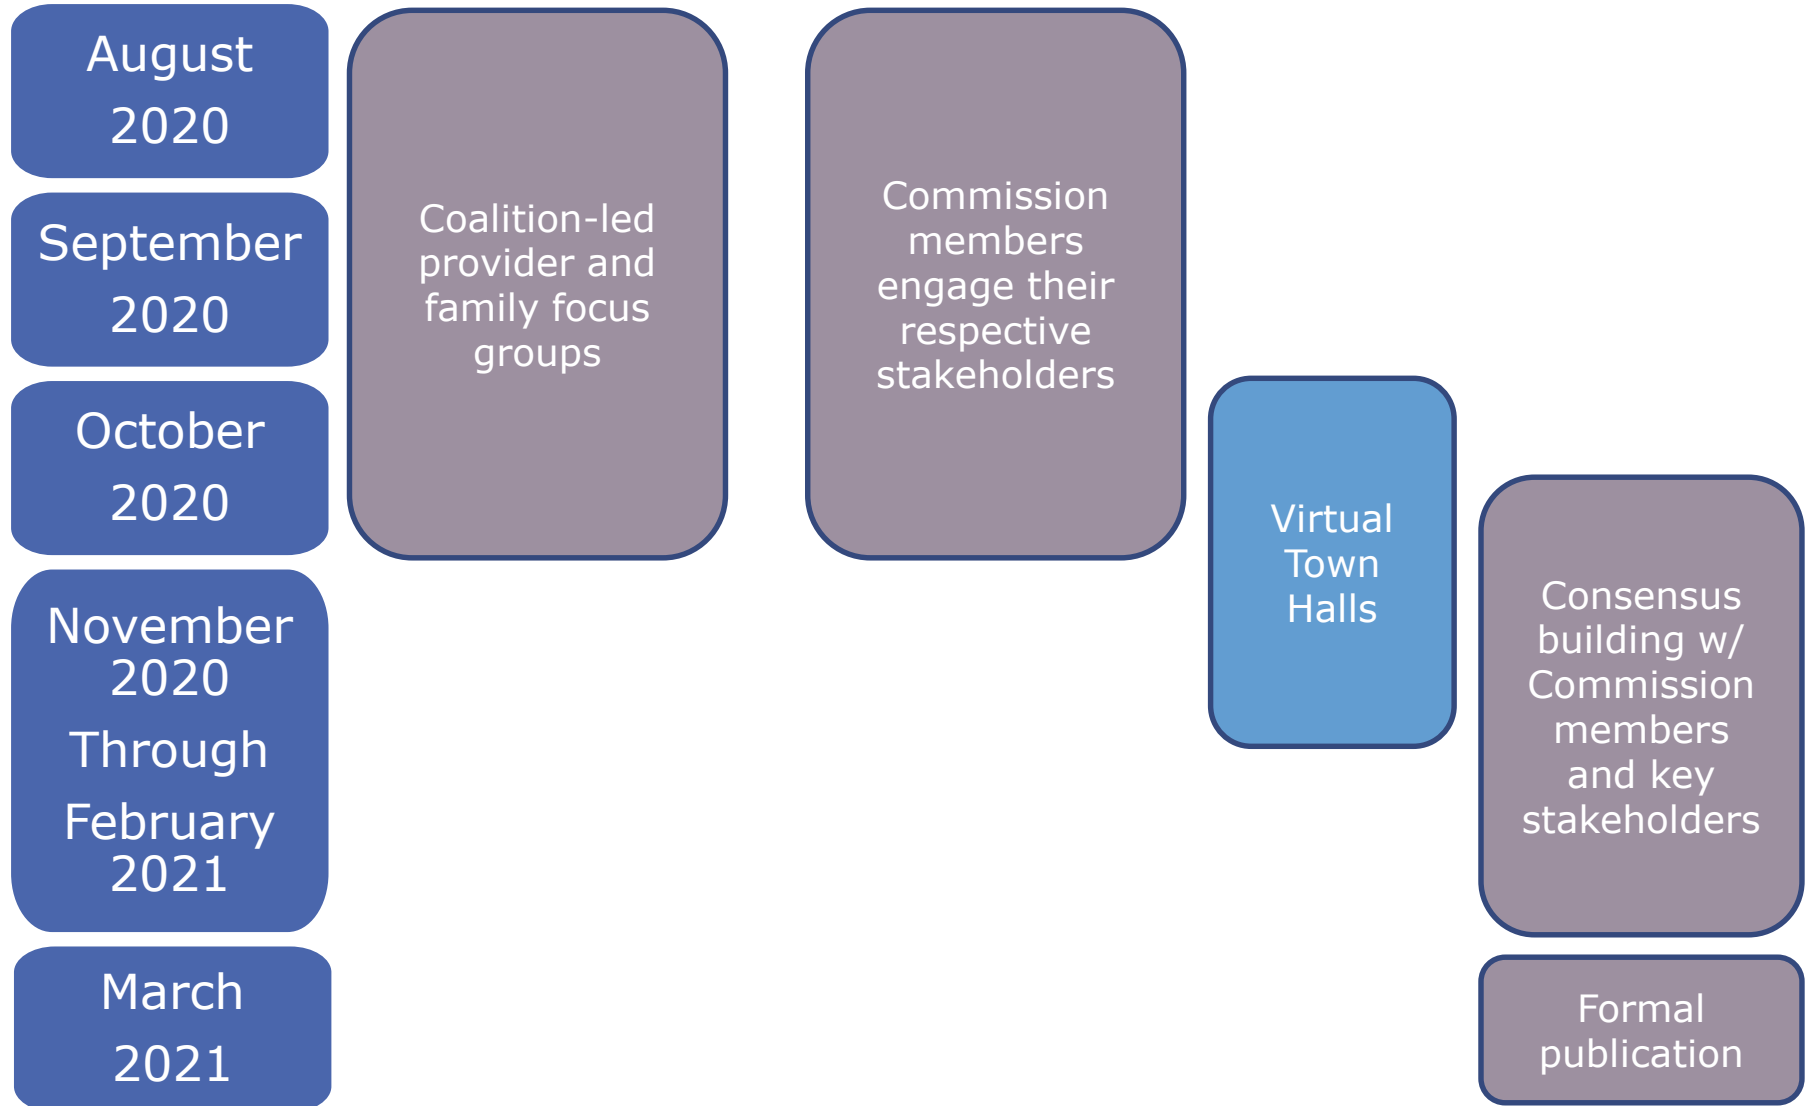 August
2020
September
2020
October
2020
November
2020
Through
February
2021
March
2021
Coalition-led
provider and
family focus
groups
Commission
members
engage their
respective
stakeholders
Virtual
Town
Halls
Consensus
building w/
Commission
members
and key
stakeholders
Formal
publication